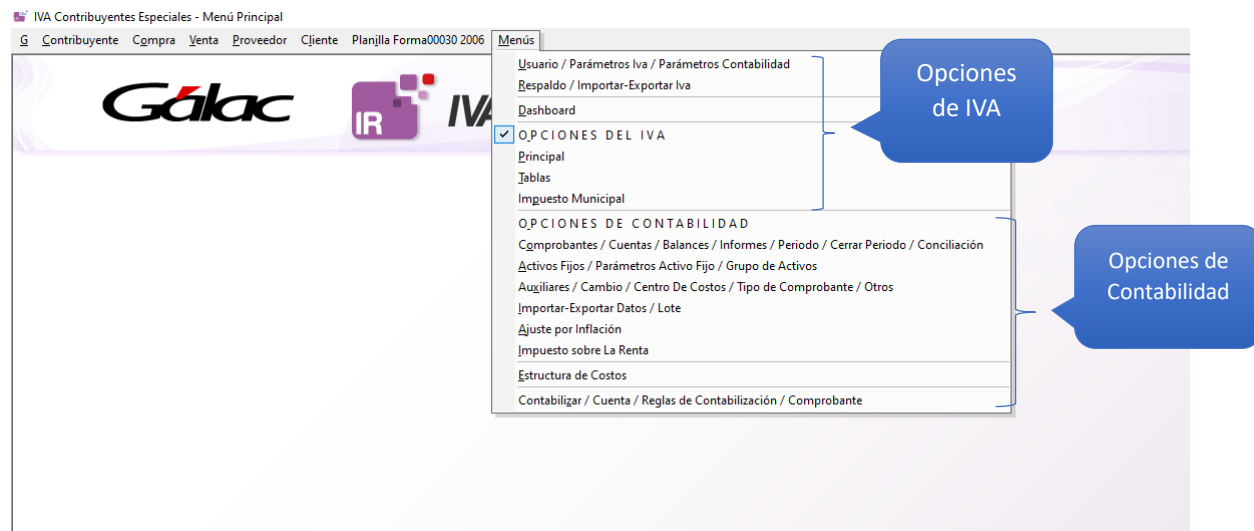 IVA Contribuyentes Especiales - Menú Principal
G Contribuyente Compra Venta Proveedor Cliente Planilla Forma00030 2006 Menús
Gálac
IR
IVA
Usuario / Parámetros Iva / Parámetros Contabilidad
Respaldo / Importar-Exportar Iva
Dashboard
OPCIONES DEL IVA
Principal
Tablas
Impuesto Municipal
OPCIONES DE CONTABILIDAD
Comprobantes / Cuentas / Balances / Informes / Periodo / Cerrar Periodo / Conciliación
Activos Fijos / Parámetros Activo Fijo / Grupo de Activos
Auxiliares / Cambio / Centro De Costos / Tipo de Comprobante / Otros
Importar-Exportar Datos / Lote
Ajuste por Inflación
Impuesto sobre La Renta
Estructura de Costos
Contabilizar / Cuenta / Reglas de Contabilización / Comprobante
Opciones
de IVA
Opciones de
Contabilidad